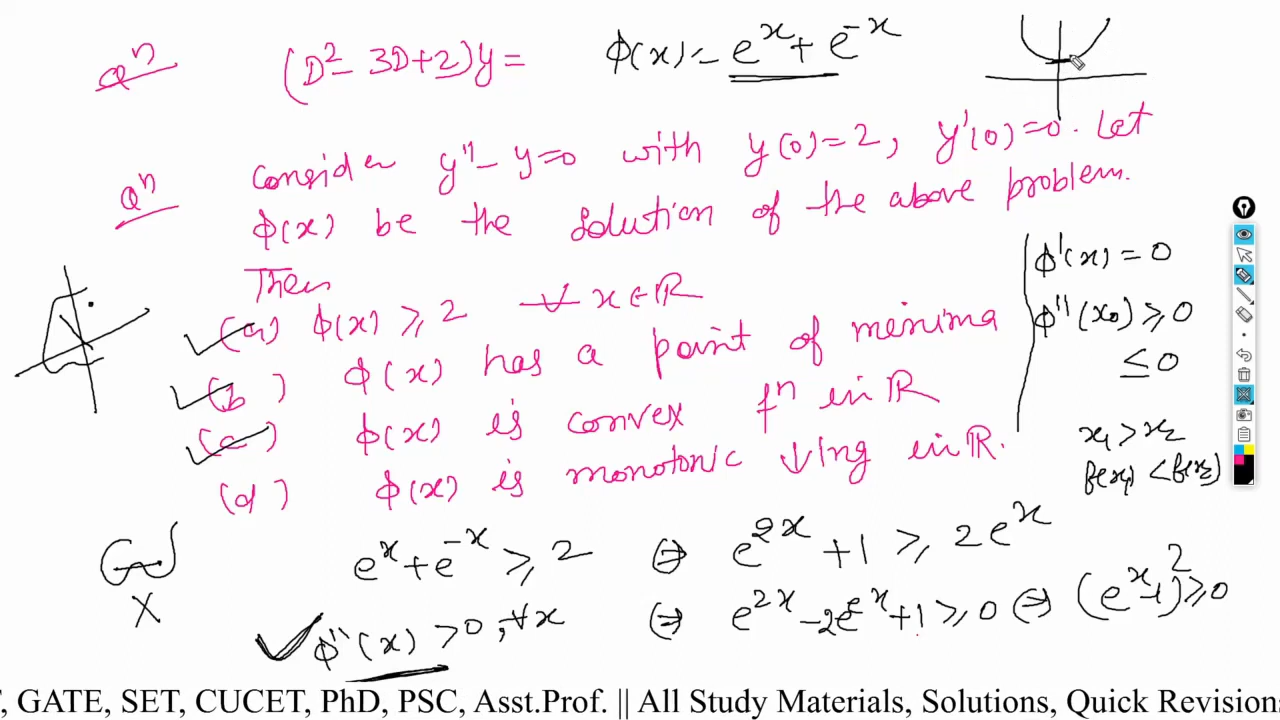 Qⁿ (D² - 3D + 2)y =
φ(x) = eˣ + e⁻ˣ
Qⁿ Consider y'' - y = 0 with y(0) = 2, y'(0) = 0. Let
φ(x) be the solution of the above problem.
Then
(a) φ(x) ≥ 2 ∀ x ∈ ℝ
(b) φ(x) has a point of minima
(c) φ(x) is convex fⁿ in ℝ
(d) φ(x) is monotonic ↓ing in ℝ.
φ'(x) = 0
φ''(x₀) ≥ 0
≤ 0
x₁ > x₂
f(x₁) < f(x₂)
eˣ + e⁻ˣ ≥ 2 ⇔ e²ˣ + 1 ≥ 2eˣ
⇔ e²ˣ - 2eˣ + 1 ≥ 0 ⇔ (eˣ - 1)² ≥ 0
X
φ''(x) > 0, ∀x
, GATE, SET, CUCET, PhD, PSC, Asst.Prof. || All Study Materials, Solutions, Quick Revisions